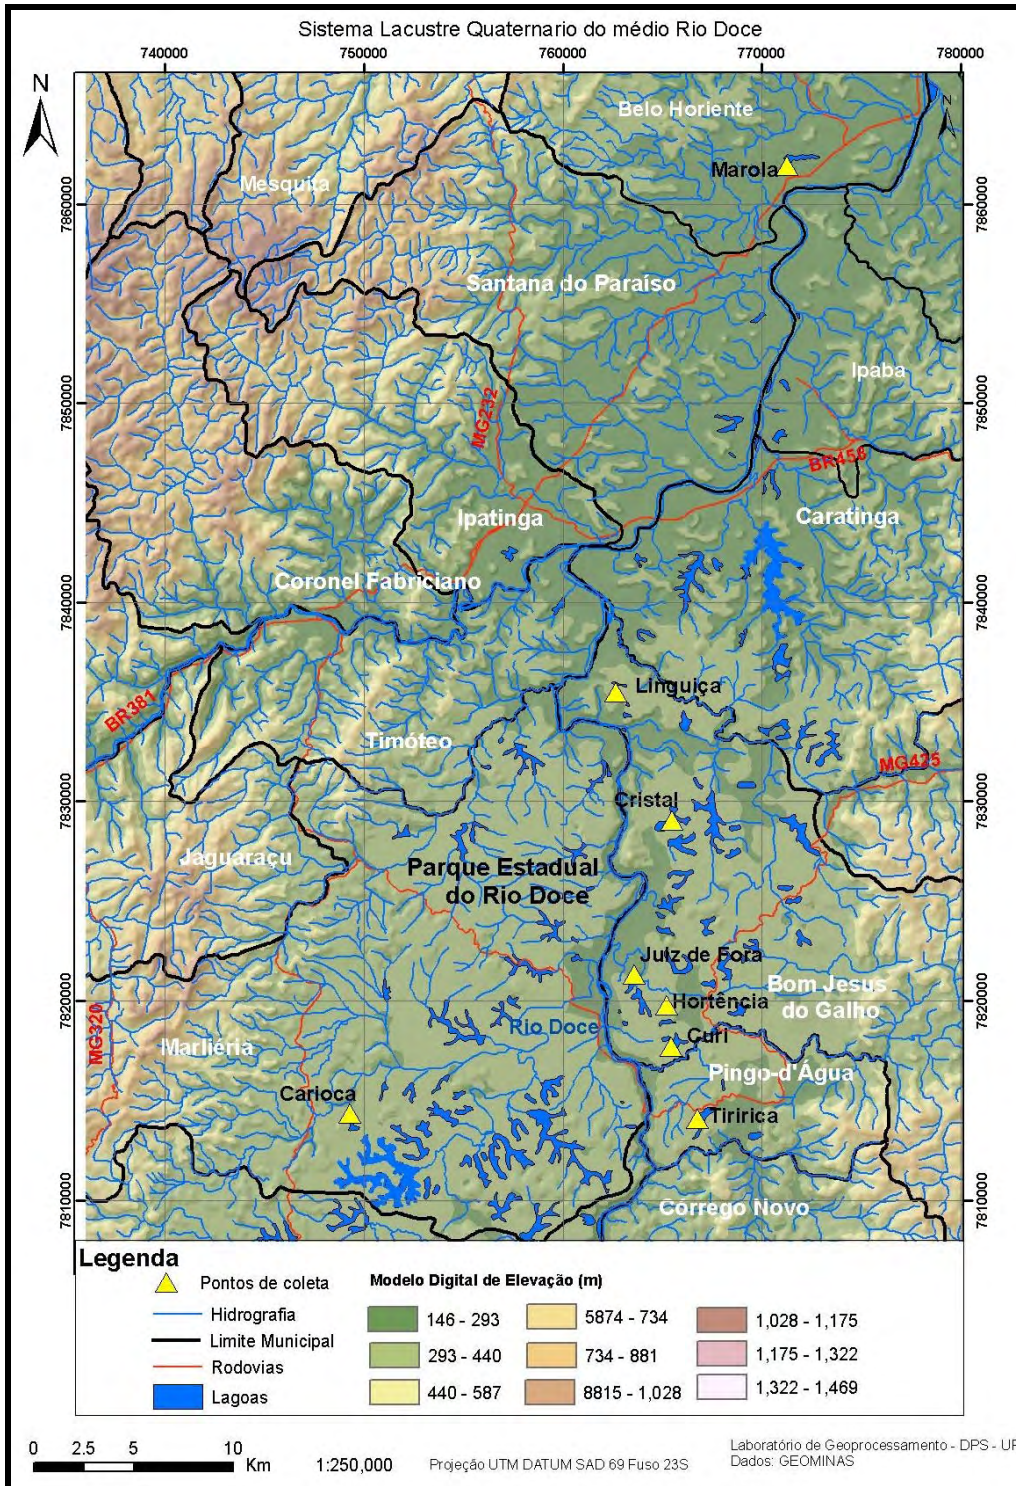 Sistema Lacustre Quaternario do médio Rio Doce
740000 750000 760000 770000 780000
N
N
Belo Horiente
Marola
Mesquita
7860000
7860000
Santana do Paraíso
Ipaba
7850000
7850000
MG232
BR458
Ipatinga
Caratinga
Coronel Fabriciano
7840000
7840000
Linguiça
BR381
Timóteo
MG425
7830000
7830000
Cristal
Jaguaraçu
Parque Estadual
do Rio Doce
Juiz de Fora
Bom Jesus
do Galho
7820000
7820000
Hortência
MG320
Rio Doce
Curi
Marliéria
Pingo-d'Água
Carioca
Tiririca
7810000
7810000
Córrego Novo
Legenda
Pontos de coleta
Hidrografia
Limite Municipal
Rodovias
Lagoas
Modelo Digital de Elevação (m)
146 - 293
293 - 440
440 - 587
5874 - 734
734 - 881
8815 - 1,028
1,028 - 1,175
1,175 - 1,322
1,322 - 1,469
0 2.5 5 10
Km
1:250,000
Projeção UTM DATUM SAD 69 Fuso 23S
Laboratório de Geoprocessamento - DPS - UF
Dados: GEOMINAS